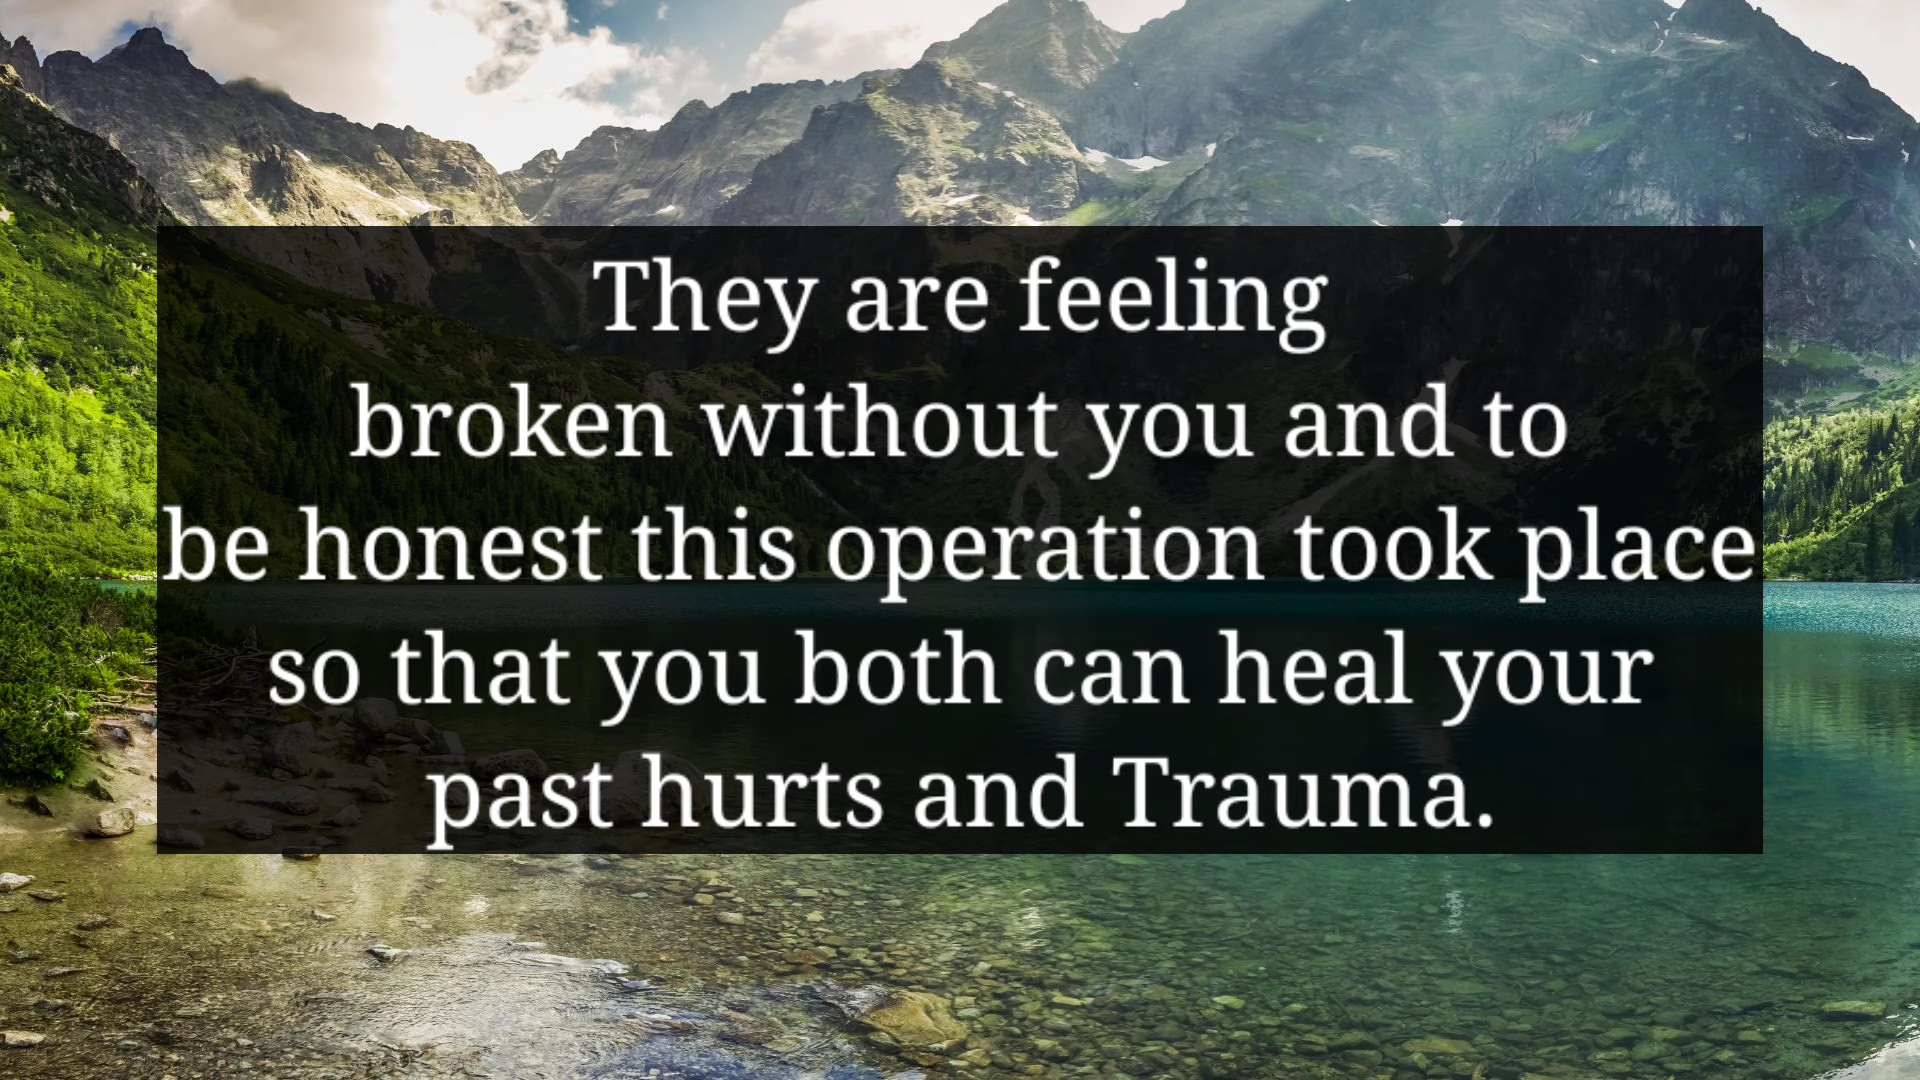 They are feeling
broken without you and to
be honest this operation took place
so that you both can heal your
past hurts and Trauma.